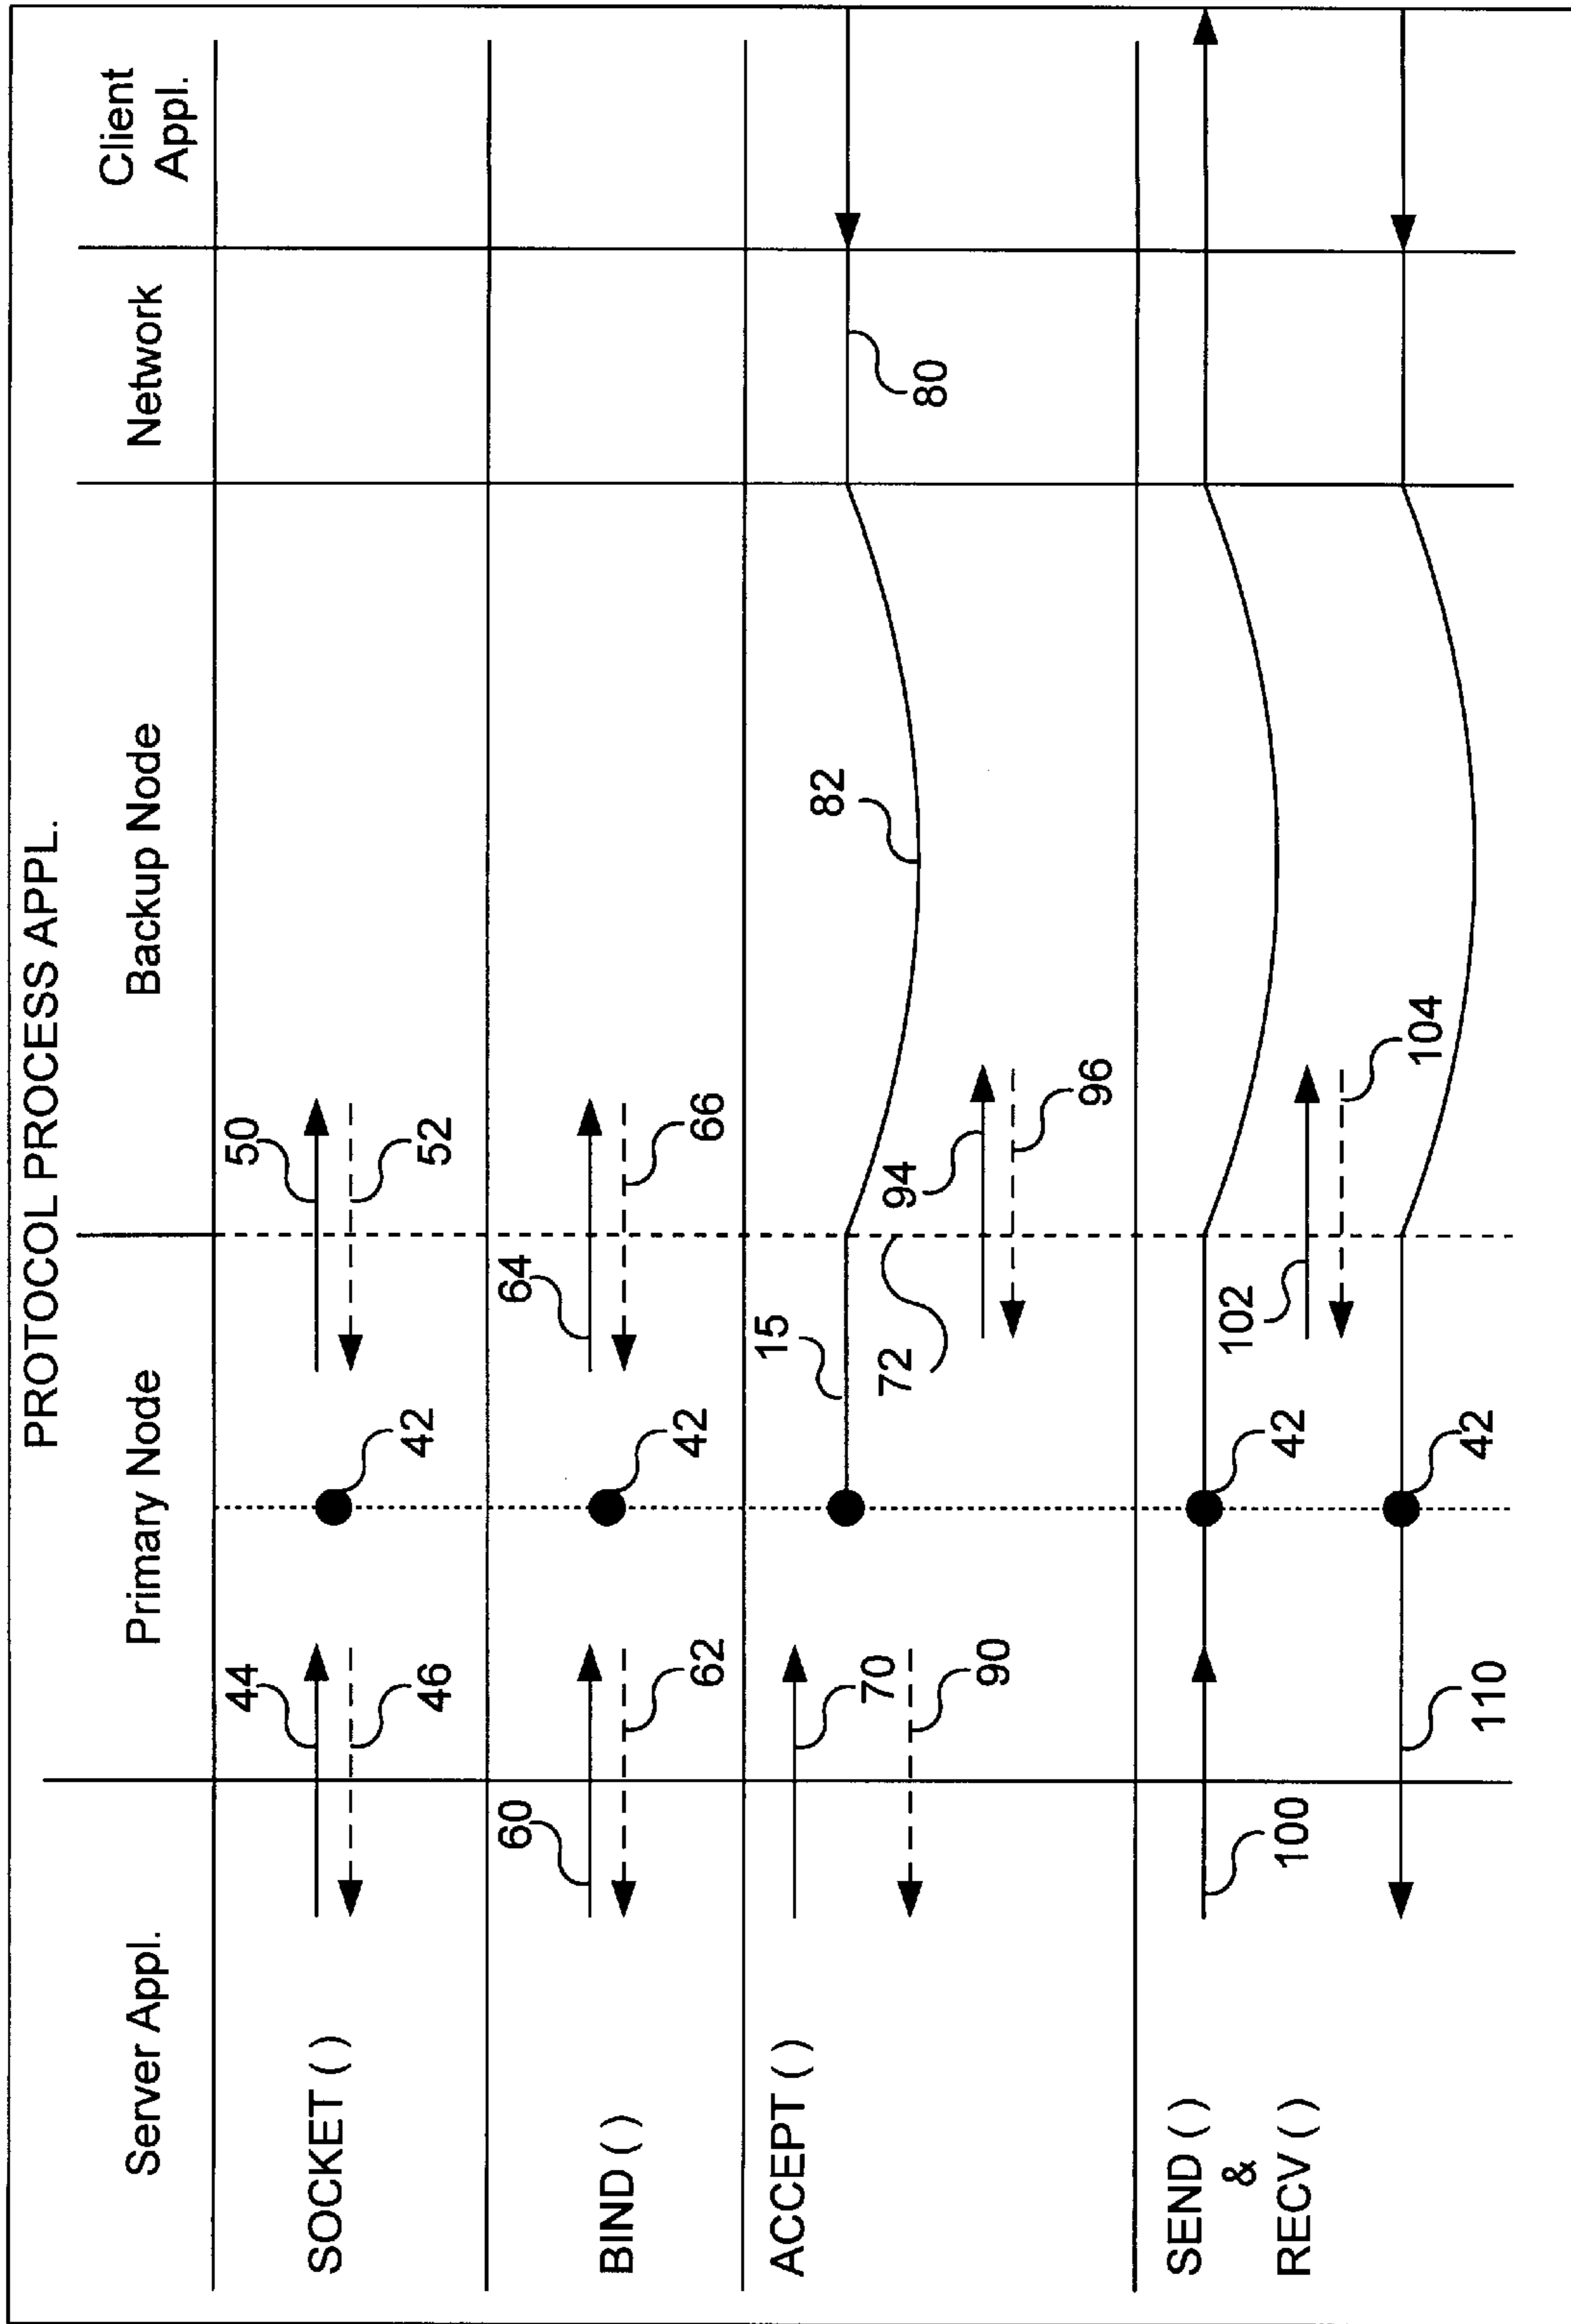 PROTOCOL PROCESS APPL.
Server Appl.
Primary Node
Backup Node
Network
Client
Appl.
SOCKET ( )
44
46
42
50
52
BIND ( )
60
62
42
64
66
ACCEPT ( )
70
90
15
72
94
96
82
80
SEND ( )
&
RECV ( )
100
110
42
42
102
104